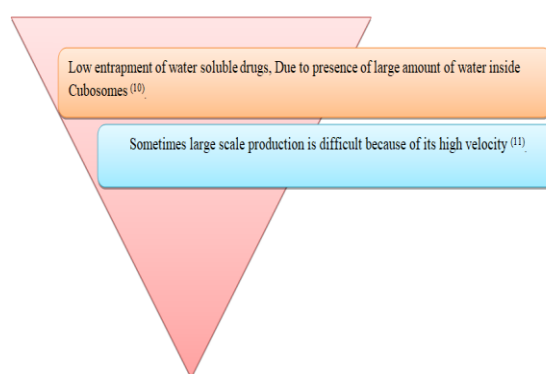 Low entrapment of water soluble drugs, Due to presence of large amount of water inside
Cubosomes (10).
Sometimes large scale production is difficult because of its high velocity (11).